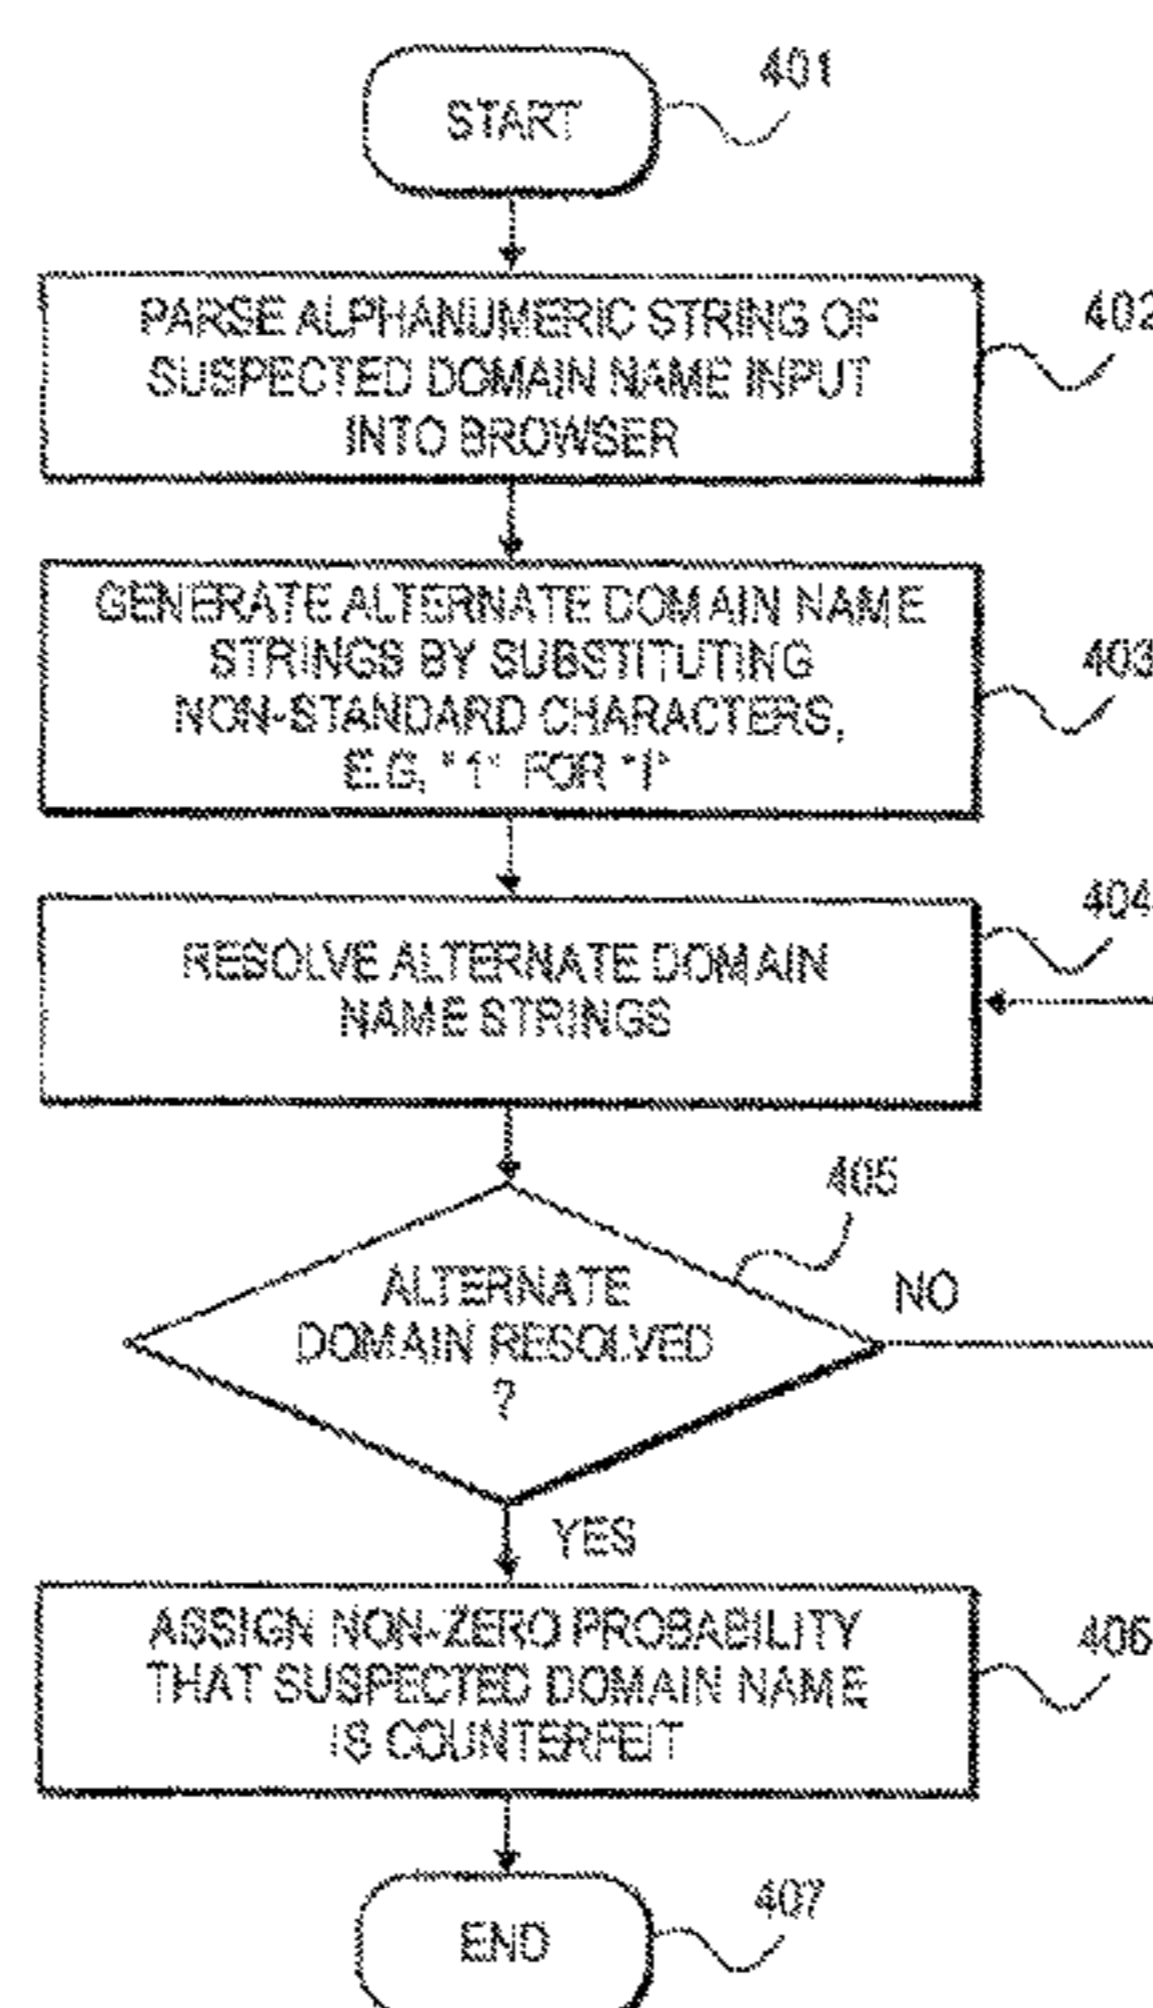 401
START
PARSE ALPHANUMERIC STRING OF
SUSPECTED DOMAIN NAME INPUT
INTO BROWSER
402
GENERATE ALTERNATE DOMAIN NAME
STRINGS BY SUBSTITUTING
NON-STANDARD CHARACTERS,
E.G, "1" FOR "l"
403
RESOLVE ALTERNATE DOMAIN
NAME STRINGS
404
405
ALTERNATE
DOMAIN RESOLVED
?
NO
YES
ASSIGN NON-ZERO PROBABILITY
THAT SUSPECTED DOMAIN NAME
IS COUNTERFEIT
406
END
407